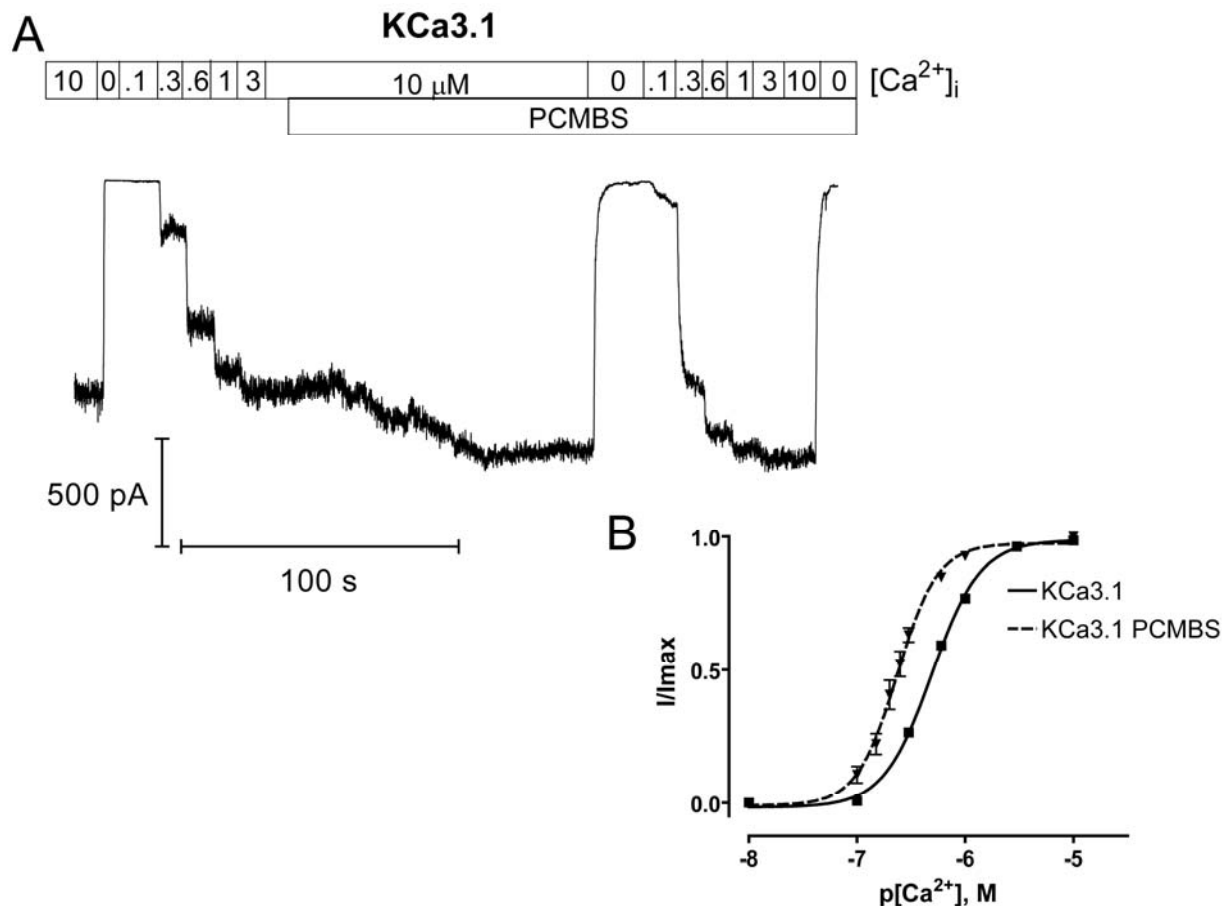 A
KCa3.1
10 0 .1 .3 .6 1 3 10 μM 0 .1 .3 .6 1 3 10 0 [Ca2+]i
PCMBS
500 pA
100 s
B
1.0
0.5
0.0
I/Imax
-8 -7 -6 -5
p[Ca2+], M
KCa3.1
KCa3.1 PCMBS